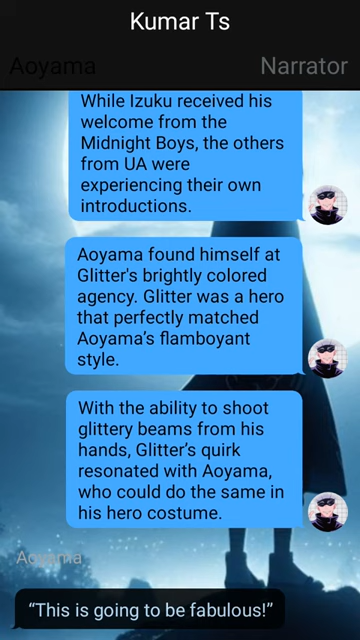 Kumar Ts
Aoyama
Narrator
While Izuku received his
welcome from the
Midnight Boys, the others
from UA were
experiencing their own
introductions.
Aoyama found himself at
Glitter's brightly colored
agency. Glitter was a hero
that perfectly matched
Aoyama’s flamboyant
style.
With the ability to shoot
glittery beams from his
hands, Glitter’s quirk
resonated with Aoyama,
who could do the same in
his hero costume.
Aoyama
“This is going to be fabulous!”